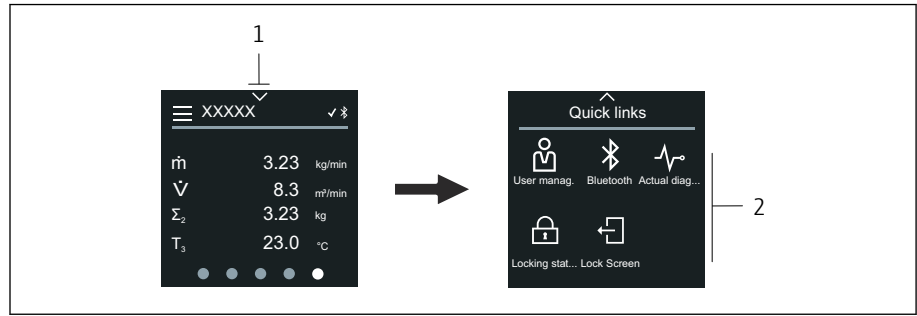 1
XXXXX
ṁ 3.23 kg/min
V̇ 8.3 m³/min
Σ₂ 3.23 kg
T₃ 23.0 °C
Quick links
User manag. Bluetooth Actual diag...
Locking stat... Lock Screen
2